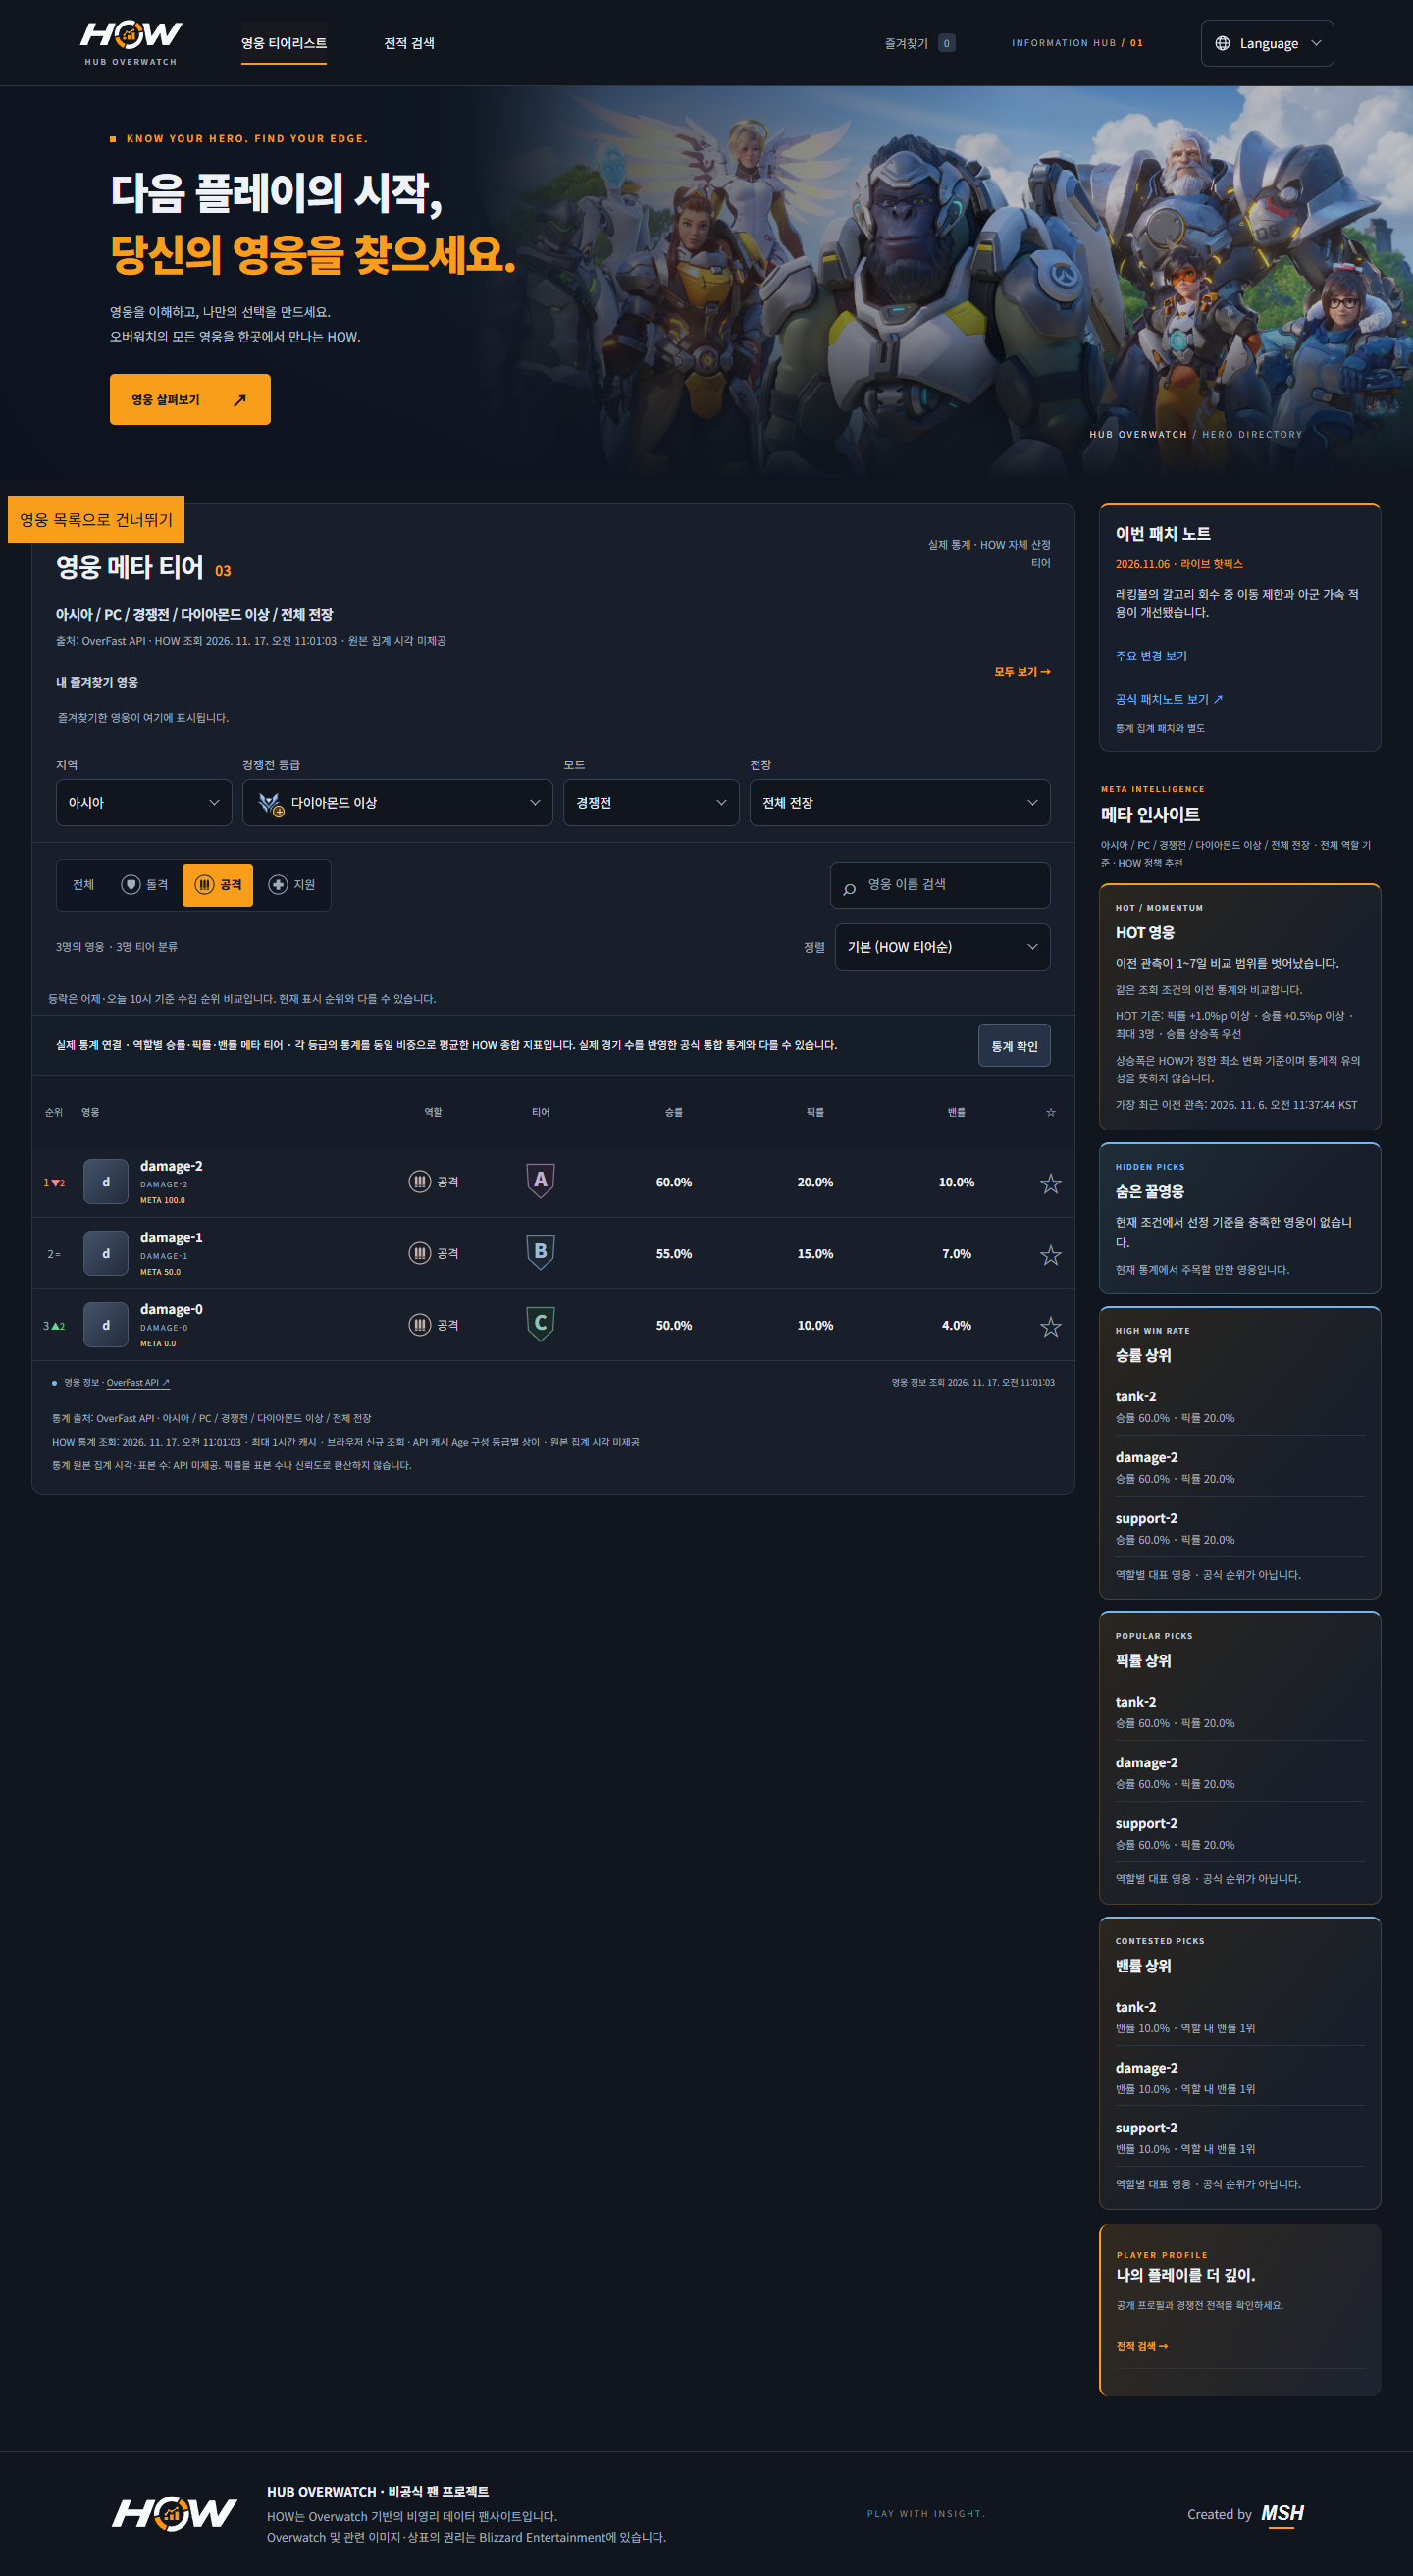 HOW
HUB OVERWATCH
영웅 티어리스트
전적 검색
즐겨찾기 0
INFORMATION HUB / 01
Language
KNOW YOUR HERO. FIND YOUR EDGE.
다음 플레이의 시작,
당신의 영웅을 찾으세요.
영웅을 이해하고, 나만의 선택을 만드세요.
오버워치의 모든 영웅을 한곳에서 만나는 HOW.
영웅 살펴보기 ↗
HUB OVERWATCH / HERO DIRECTORY
영웅 목록으로 건너뛰기
영웅 메타 티어 03
실제 통계 · HOW 자체 산정
티어
아시아 / PC / 경쟁전 / 다이아몬드 이상 / 전체 전장
출처: OverFast API · HOW 조회 2026. 11. 17. 오전 11:01:03 · 원본 집계 시각 미제공
내 즐겨찾기 영웅
모두 보기 →
즐겨찾기한 영웅이 여기에 표시됩니다.
지역
경쟁전 등급
모드
전장
아시아
다이아몬드 이상
경쟁전
전체 전장
전체
돌격
공격
지원
영웅 이름 검색
3명의 영웅 · 3명 티어 분류
정렬
기본 (HOW 티어순)
등락은 어제·오늘 10시 기준 수집 순위 비교입니다. 현재 표시 순위와 다를 수 있습니다.
실제 통계 연결 · 역할별 승률·픽률·밴률 메타 티어 · 각 등급의 통계를 동일 비중으로 평균한 HOW 종합 지표입니다. 실제 경기 수를 반영한 공식 통합 통계와 다를 수 있습니다.
통계 확인
순위 영웅 역할 티어 승률 픽률 밴률 ☆
1 ▼2 d damage-2 공격 A 60.0% 20.0% 10.0% ☆
DAMAGE-2
META 100.0
2 = d damage-1 공격 B 55.0% 15.0% 7.0% ☆
DAMAGE-1
META 50.0
3 ▲2 d damage-0 공격 C 50.0% 10.0% 4.0% ☆
DAMAGE-0
META 0.0
영웅 정보 · OverFast API ↗
영웅 정보 조회 2026. 11. 17. 오전 11:01:03
통계 출처: OverFast API · 아시아 / PC / 경쟁전 / 다이아몬드 이상 / 전체 전장
HOW 통계 조회: 2026. 11. 17. 오전 11:01:03 · 최대 1시간 캐시 · 브라우저 신규 조회 · API 캐시 Age 구성 등급별 상이 · 원본 집계 시각 미제공
통계 원본 집계 시각·표본 수: API 미제공. 픽률을 표본 수나 신뢰도로 환산하지 않습니다.
이번 패치 노트
2026.11.06 · 라이브 핫픽스
레킹볼의 갈고리 회수 중 이동 제한과 아군 가속 적
용이 개선됐습니다.
주요 변경 보기
공식 패치노트 보기 ↗
통계 집계 패치와 별도
META INTELLIGENCE
메타 인사이트
아시아 / PC / 경쟁전 / 다이아몬드 이상 / 전체 전장 · 전체 역할 기
준 · HOW 정책 추천
HOT / MOMENTUM
HOT 영웅
이전 관측이 1~7일 비교 범위를 벗어났습니다.
같은 조회 조건의 이전 통계와 비교합니다.
HOT 기준: 픽률 +1.0%p 이상 · 승률 +0.5%p 이상 ·
최대 3명 · 승률 상승폭 우선
상승폭은 HOW가 정한 최소 변화 기준이며 통계적 유의
성을 뜻하지 않습니다.
가장 최근 이전 관측: 2026. 11. 6. 오전 11:37:44 KST
HIDDEN PICKS
숨은 꿀영웅
현재 조건에서 선정 기준을 충족한 영웅이 없습니
다.
현재 통계에서 주목할 만한 영웅입니다.
HIGH WIN RATE
승률 상위
tank-2
승률 60.0% · 픽률 20.0%
damage-2
승률 60.0% · 픽률 20.0%
support-2
승률 60.0% · 픽률 20.0%
역할별 대표 영웅 · 공식 순위가 아닙니다.
POPULAR PICKS
픽률 상위
tank-2
승률 60.0% · 픽률 20.0%
damage-2
승률 60.0% · 픽률 20.0%
support-2
승률 60.0% · 픽률 20.0%
역할별 대표 영웅 · 공식 순위가 아닙니다.
CONTESTED PICKS
밴률 상위
tank-2
밴률 10.0% · 역할 내 밴률 1위
damage-2
밴률 10.0% · 역할 내 밴률 1위
support-2
밴률 10.0% · 역할 내 밴률 1위
역할별 대표 영웅 · 공식 순위가 아닙니다.
PLAYER PROFILE
나의 플레이를 더 깊이.
공개 프로필과 경쟁전 전적을 확인하세요.
전적 검색 →
HOW
HUB OVERWATCH · 비공식 팬 프로젝트
HOW는 Overwatch 기반의 비영리 데이터 팬사이트입니다.
Overwatch 및 관련 이미지·상표의 권리는 Blizzard Entertainment에 있습니다.
PLAY WITH INSIGHT.
Created by MSH